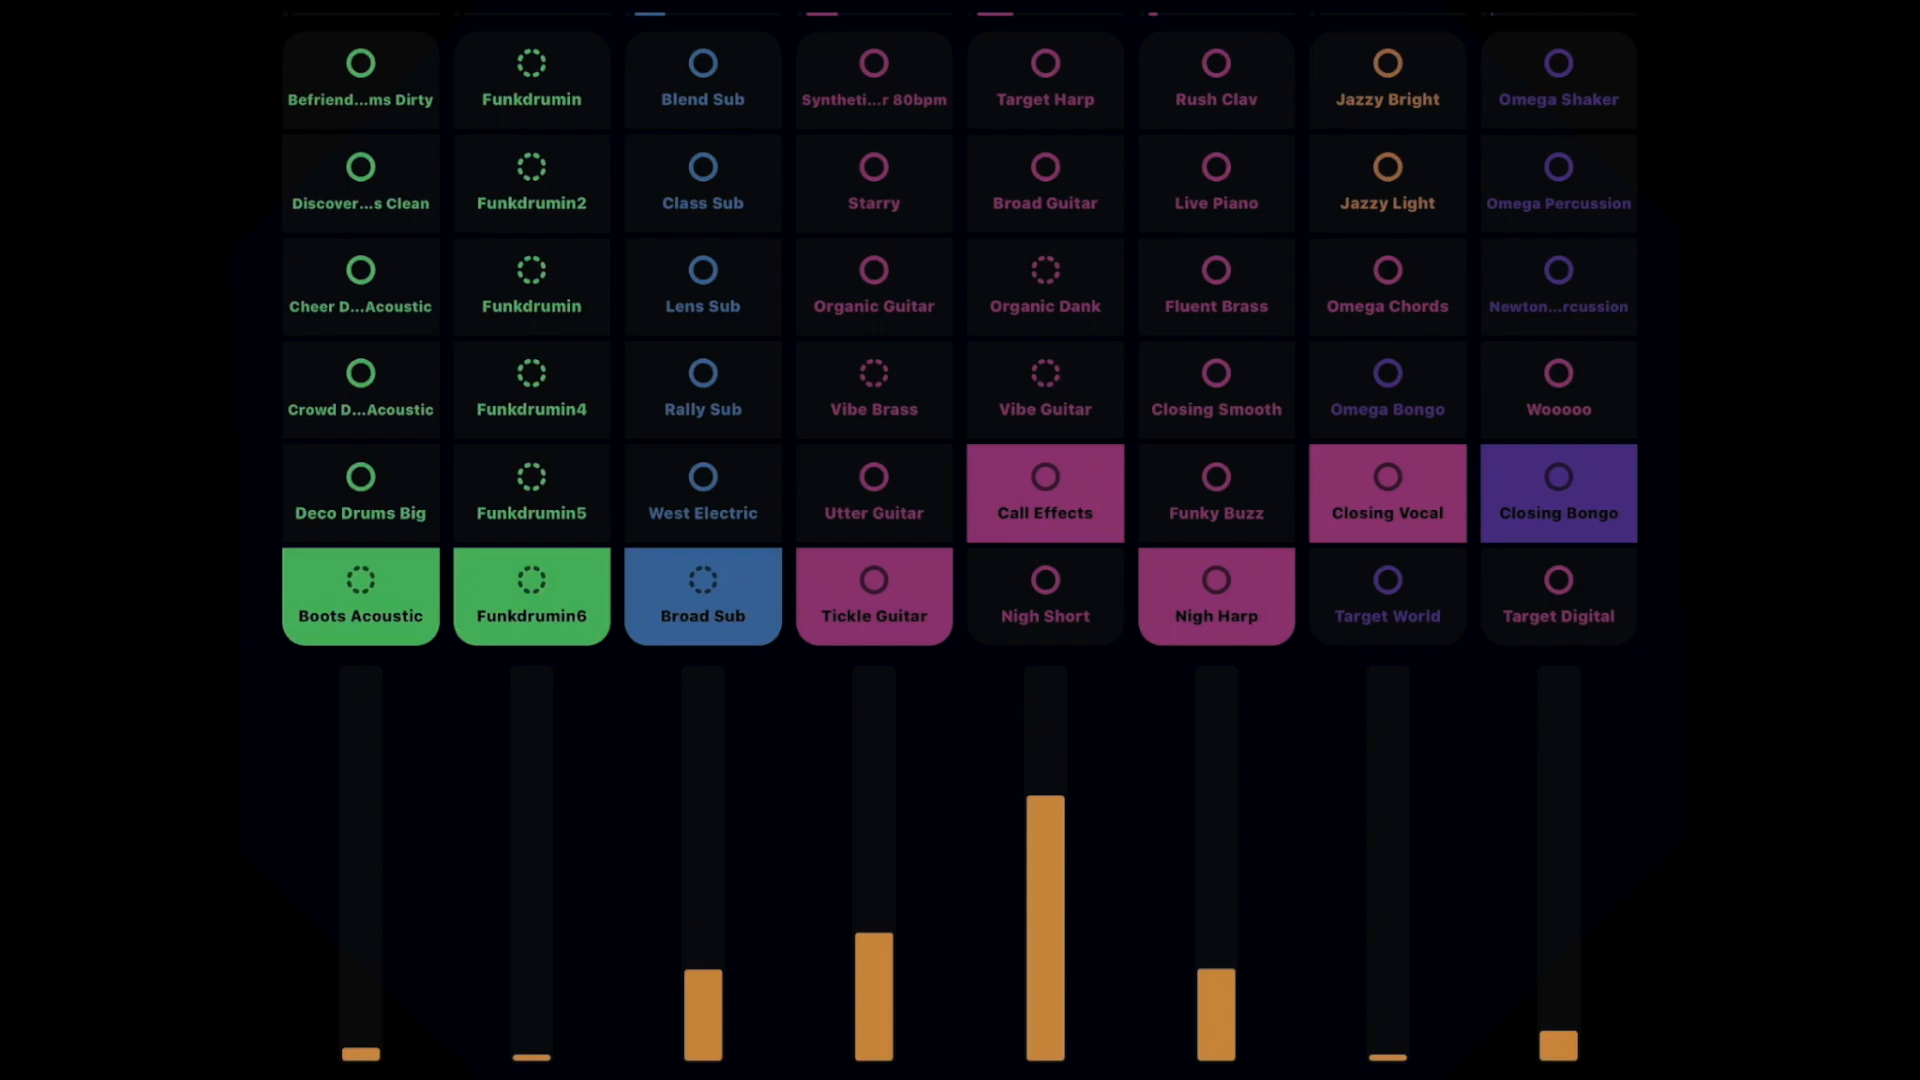 Befriend...ms Dirty
Funkdrumin
Blend Sub
Syntheti...r 80bpm
Target Harp
Rush Clav
Jazzy Bright
Omega Shaker
Discover...s Clean
Funkdrumin2
Class Sub
Starry
Broad Guitar
Live Piano
Jazzy Light
Omega Percussion
Cheer D...Acoustic
Funkdrumin
Lens Sub
Organic Guitar
Organic Dank
Fluent Brass
Omega Chords
Newton...rcussion
Crowd D...Acoustic
Funkdrumin4
Rally Sub
Vibe Brass
Vibe Guitar
Closing Smooth
Omega Bongo
Wooooo
Deco Drums Big
Funkdrumin5
West Electric
Utter Guitar
Call Effects
Funky Buzz
Closing Vocal
Closing Bongo
Boots Acoustic
Funkdrumin6
Broad Sub
Tickle Guitar
Nigh Short
Nigh Harp
Target World
Target Digital